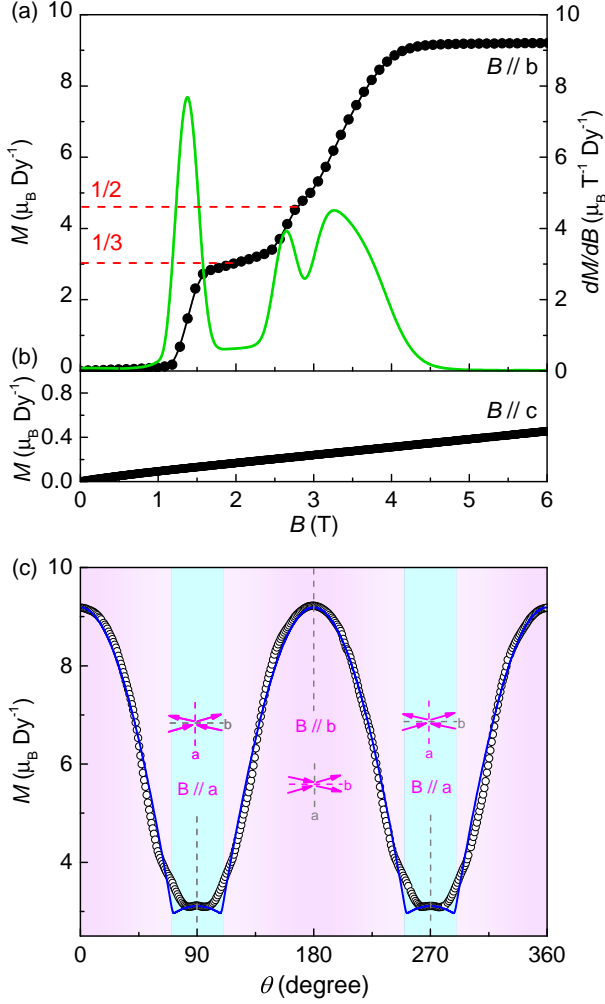 (a)
10
8
6
4
2
0
M (μB Dy⁻¹)
1/2
1/3
B // b
10
8
6
4
2
0
dM/dB (μB T⁻¹ Dy⁻¹)
(b)
0.8
0.4
0.0
M (μB Dy⁻¹)
B // c
0 1 2 3 4 5 6
B (T)
(c)
10
8
6
4
M (μB Dy⁻¹)
b
a
B // a
B // b
b
a
b
a
B // a
0 90 180 270 360
θ (degree)